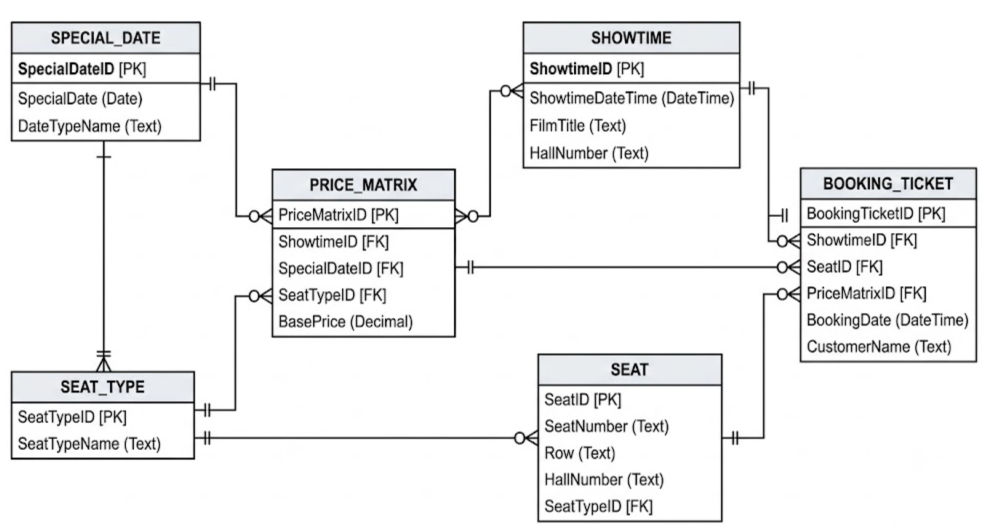 SPECIAL_DATE
SpecialDateID [PK]
SpecialDate (Date)
DateTypeName (Text)
SHOWTIME
ShowtimeID [PK]
ShowtimeDateTime (DateTime)
FilmTitle (Text)
HallNumber (Text)
PRICE_MATRIX
PriceMatrixID [PK]
ShowtimeID [FK]
SpecialDateID [FK]
SeatTypeID [FK]
BasePrice (Decimal)
BOOKING_TICKET
BookingTicketID [PK]
ShowtimeID [FK]
SeatID [FK]
PriceMatrixID [FK]
BookingDate (DateTime)
CustomerName (Text)
SEAT_TYPE
SeatTypeID [PK]
SeatTypeName (Text)
SEAT
SeatID [PK]
SeatNumber (Text)
Row (Text)
HallNumber (Text)
SeatTypeID [FK]